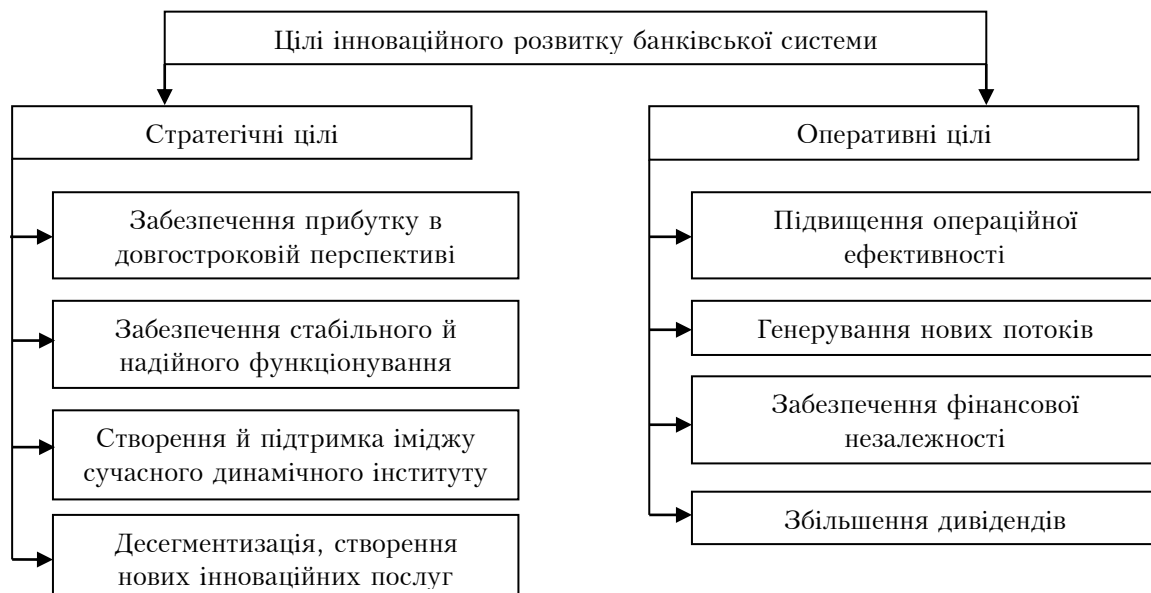 Цілі інноваційного розвитку банківської системи
Стратегічні цілі
Забезпечення прибутку в
довгостроковій перспективі
Забезпечення стабільного й
надійного функціонування
Створення й підтримка іміджу
сучасного динамічного інституту
Десегментизація, створення
нових інноваційних послуг
Оперативні цілі
Підвищення операційної
ефективності
Генерування нових потоків
Забезпечення фінансової
незалежності
Збільшення дивідендів